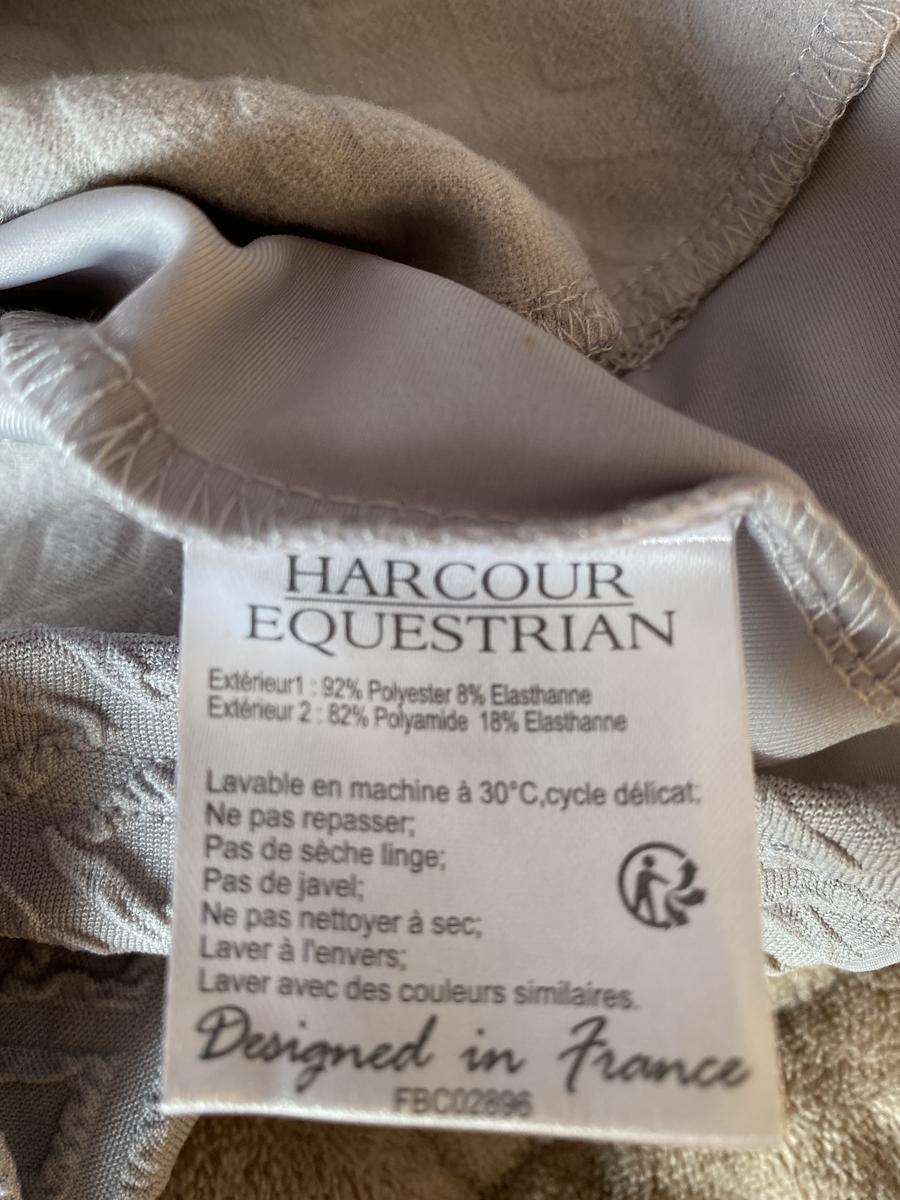 HARCOUR
EQUESTRIAN
Extérieur1 : 92% Polyester 8% Elasthanne
Extérieur 2 : 82% Polyamide 18% Elasthanne
Lavable en machine à 30°C,cycle délicat;
Ne pas repasser;
Pas de sèche linge;
Pas de javel;
Ne pas nettoyer à sec;
Laver à l'envers;
Laver avec des couleurs similaires.
Designed in France
FBC02896